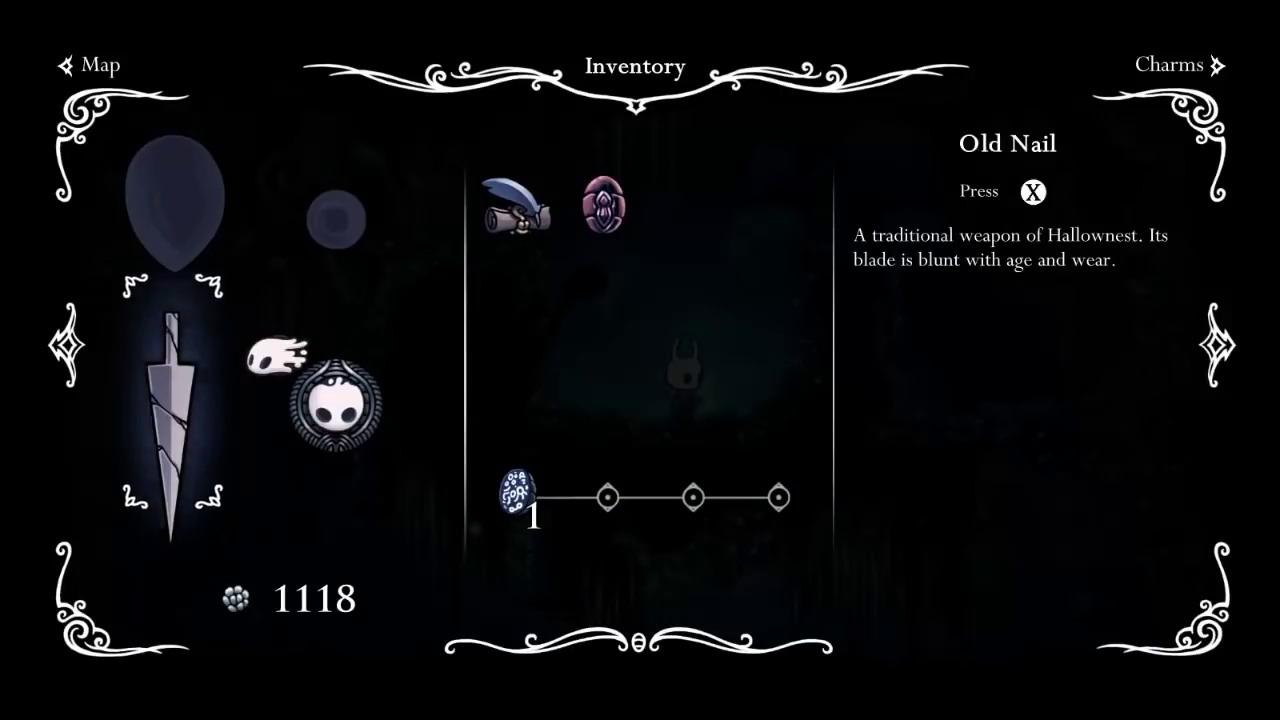 Map
Inventory
Charms
Old Nail
Press X
A traditional weapon of Hallownest. Its
blade is blunt with age and wear.
1
1118